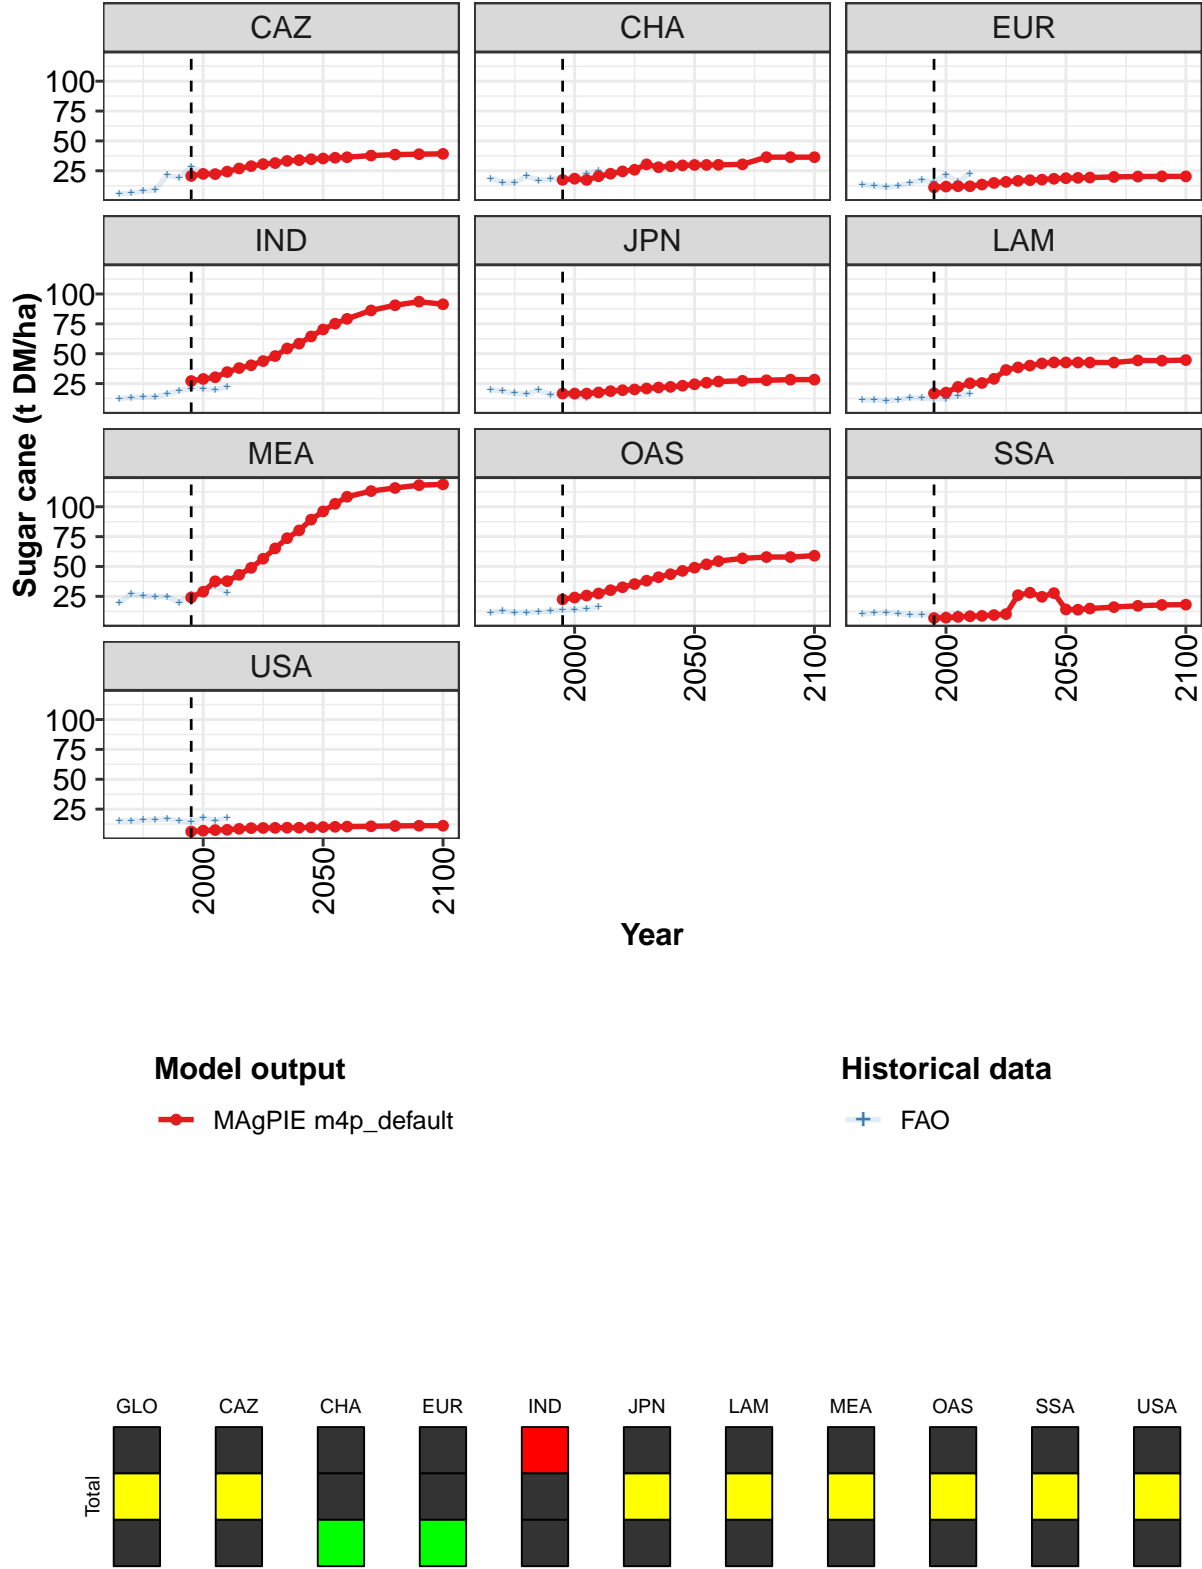 CAZ CHA EUR
100
75
50
25
IND JPN LAM
100
75
50
25
MEA OAS SSA
100
75
50
25
2000 2050 2100 2000 2050 2100
USA
100
75
50
25
2000 2050 2100
Sugar cane (t DM/ha)
Year
Model output
MAgPIE m4p_default
Historical data
FAO
GLO CAZ CHA EUR IND JPN LAM MEA OAS SSA USA
Total